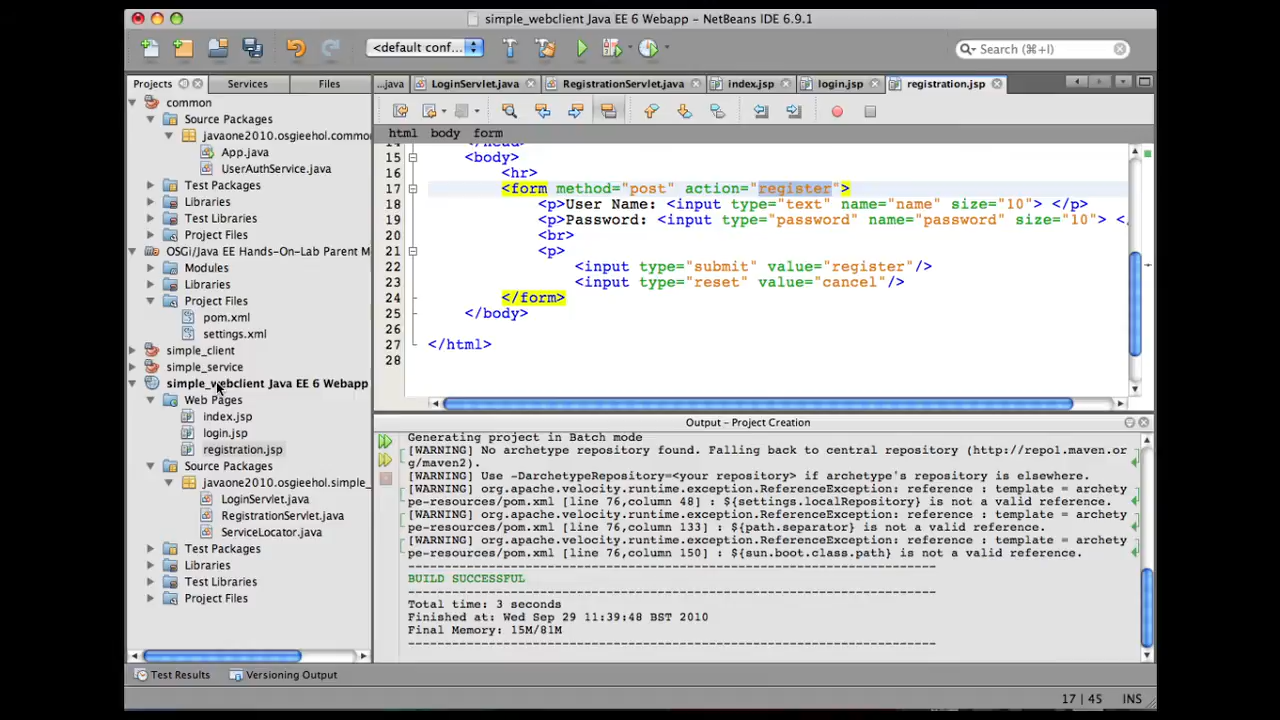 simple_webclient Java EE 6 Webapp – NetBeans IDE 6.9.1
<default conf...
Search (⌘+I)
Projects
Services
Files
...java
LoginServlet.java
RegistrationServlet.java
index.jsp
login.jsp
registration.jsp
html body form
common
Source Packages
javaone2010.osgieehol.common
App.java
UserAuthService.java
Test Packages
Libraries
Test Libraries
Project Files
OSGi/Java EE Hands-On-Lab Parent M
Modules
Libraries
Project Files
pom.xml
settings.xml
simple_client
simple_service
simple_webclient Java EE 6 Webapp
Web Pages
index.jsp
login.jsp
registration.jsp
Source Packages
javaone2010.osgieehol.simple_
LoginServlet.java
RegistrationServlet.java
ServiceLocator.java
Test Packages
Libraries
Test Libraries
Project Files
15 <body>
16 <hr>
17 <form method="post" action="register">
18 <p>User Name: <input type="text" name="name" size="10"> </p>
19 <p>Password: <input type="password" name="password" size="10"> </
20 <br>
21 <p>
22 <input type="submit" value="register"/>
23 <input type="reset" value="cancel"/>
24 </form>
25 </body>
26
27 </html>
28
Output - Project Creation
Generating project in Batch mode
[WARNING] No archetype repository found. Falling back to central repository (http://repo1.maven.or
g/maven2).
[WARNING] Use -DarchetypeRepository=<your repository> if archetype's repository is elsewhere.
[WARNING] org.apache.velocity.runtime.exception.ReferenceException: reference : template = archety
pe-resources/pom.xml [line 76,column 48] : ${settings.localRepository} is not a valid reference.
[WARNING] org.apache.velocity.runtime.exception.ReferenceException: reference : template = archety
pe-resources/pom.xml [line 76,column 133] : ${path.separator} is not a valid reference.
[WARNING] org.apache.velocity.runtime.exception.ReferenceException: reference : template = archety
pe-resources/pom.xml [line 76,column 150] : ${sun.boot.class.path} is not a valid reference.
------------------------------------------------------------------------
BUILD SUCCESSFUL
------------------------------------------------------------------------
Total time: 3 seconds
Finished at: Wed Sep 29 11:39:48 BST 2010
Final Memory: 15M/81M
------------------------------------------------------------------------
Test Results
Versioning Output
17 | 45 INS